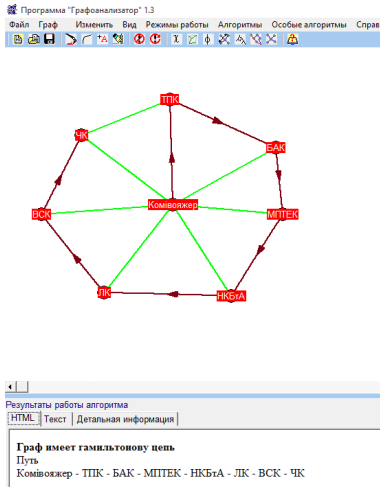 Программа "Графоанализатор" 1.3
Файл Граф Изменить Вид Режимы работы Алгоритмы Особые алгоритмы Справ
ТПК
ЧК
БАК
Комівояжер
ВСК
МПТЕК
ЛК
НКБтА
Результаты работы алгоритма
HTML Текст Детальная информация
Граф имеет гамильтонову цепь
Путь
Комівояжер - ТПК - БАК - МПТЕК - НКБтА - ЛК - ВСК - ЧК